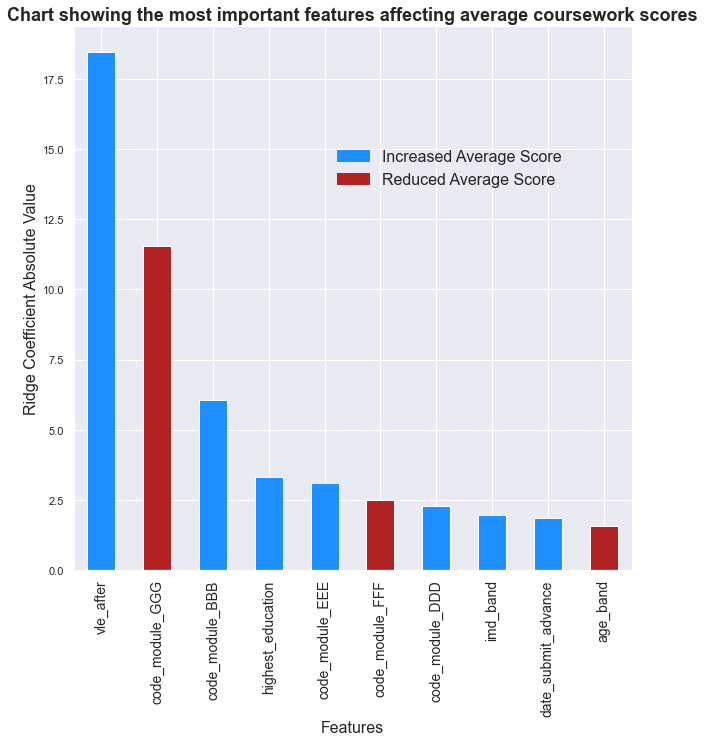 Chart showing the most important features affecting average coursework scores
17.5
15.0
12.5
10.0
7.5
5.0
2.5
0.0
Ridge Coefficient Absolute Value
Increased Average Score
Reduced Average Score
vle_after
code_module_GGG
code_module_BBB
highest_education
code_module_EEE
code_module_FFF
code_module_DDD
imd_band
date_submit_advance
age_band
Features